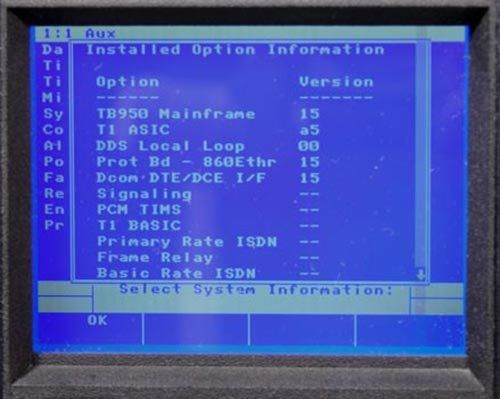 1:1 Aux
Da Installed Option Information
Ti
Ti Option Version
Mi ------ -------
Sy TB950 Mainframe 15
Co T1 ASIC a5
Al DDS Local Loop 00
Po Prot Bd - 860Ethr 15
Fa Dcom DTE/DCE I/F 15
Re Signaling --
En PCM TIMS --
Pr T1 BASIC --
Primary Rate ISDN --
Frame Relay --
Basic Rate ISDN --
Select System Information:
OK